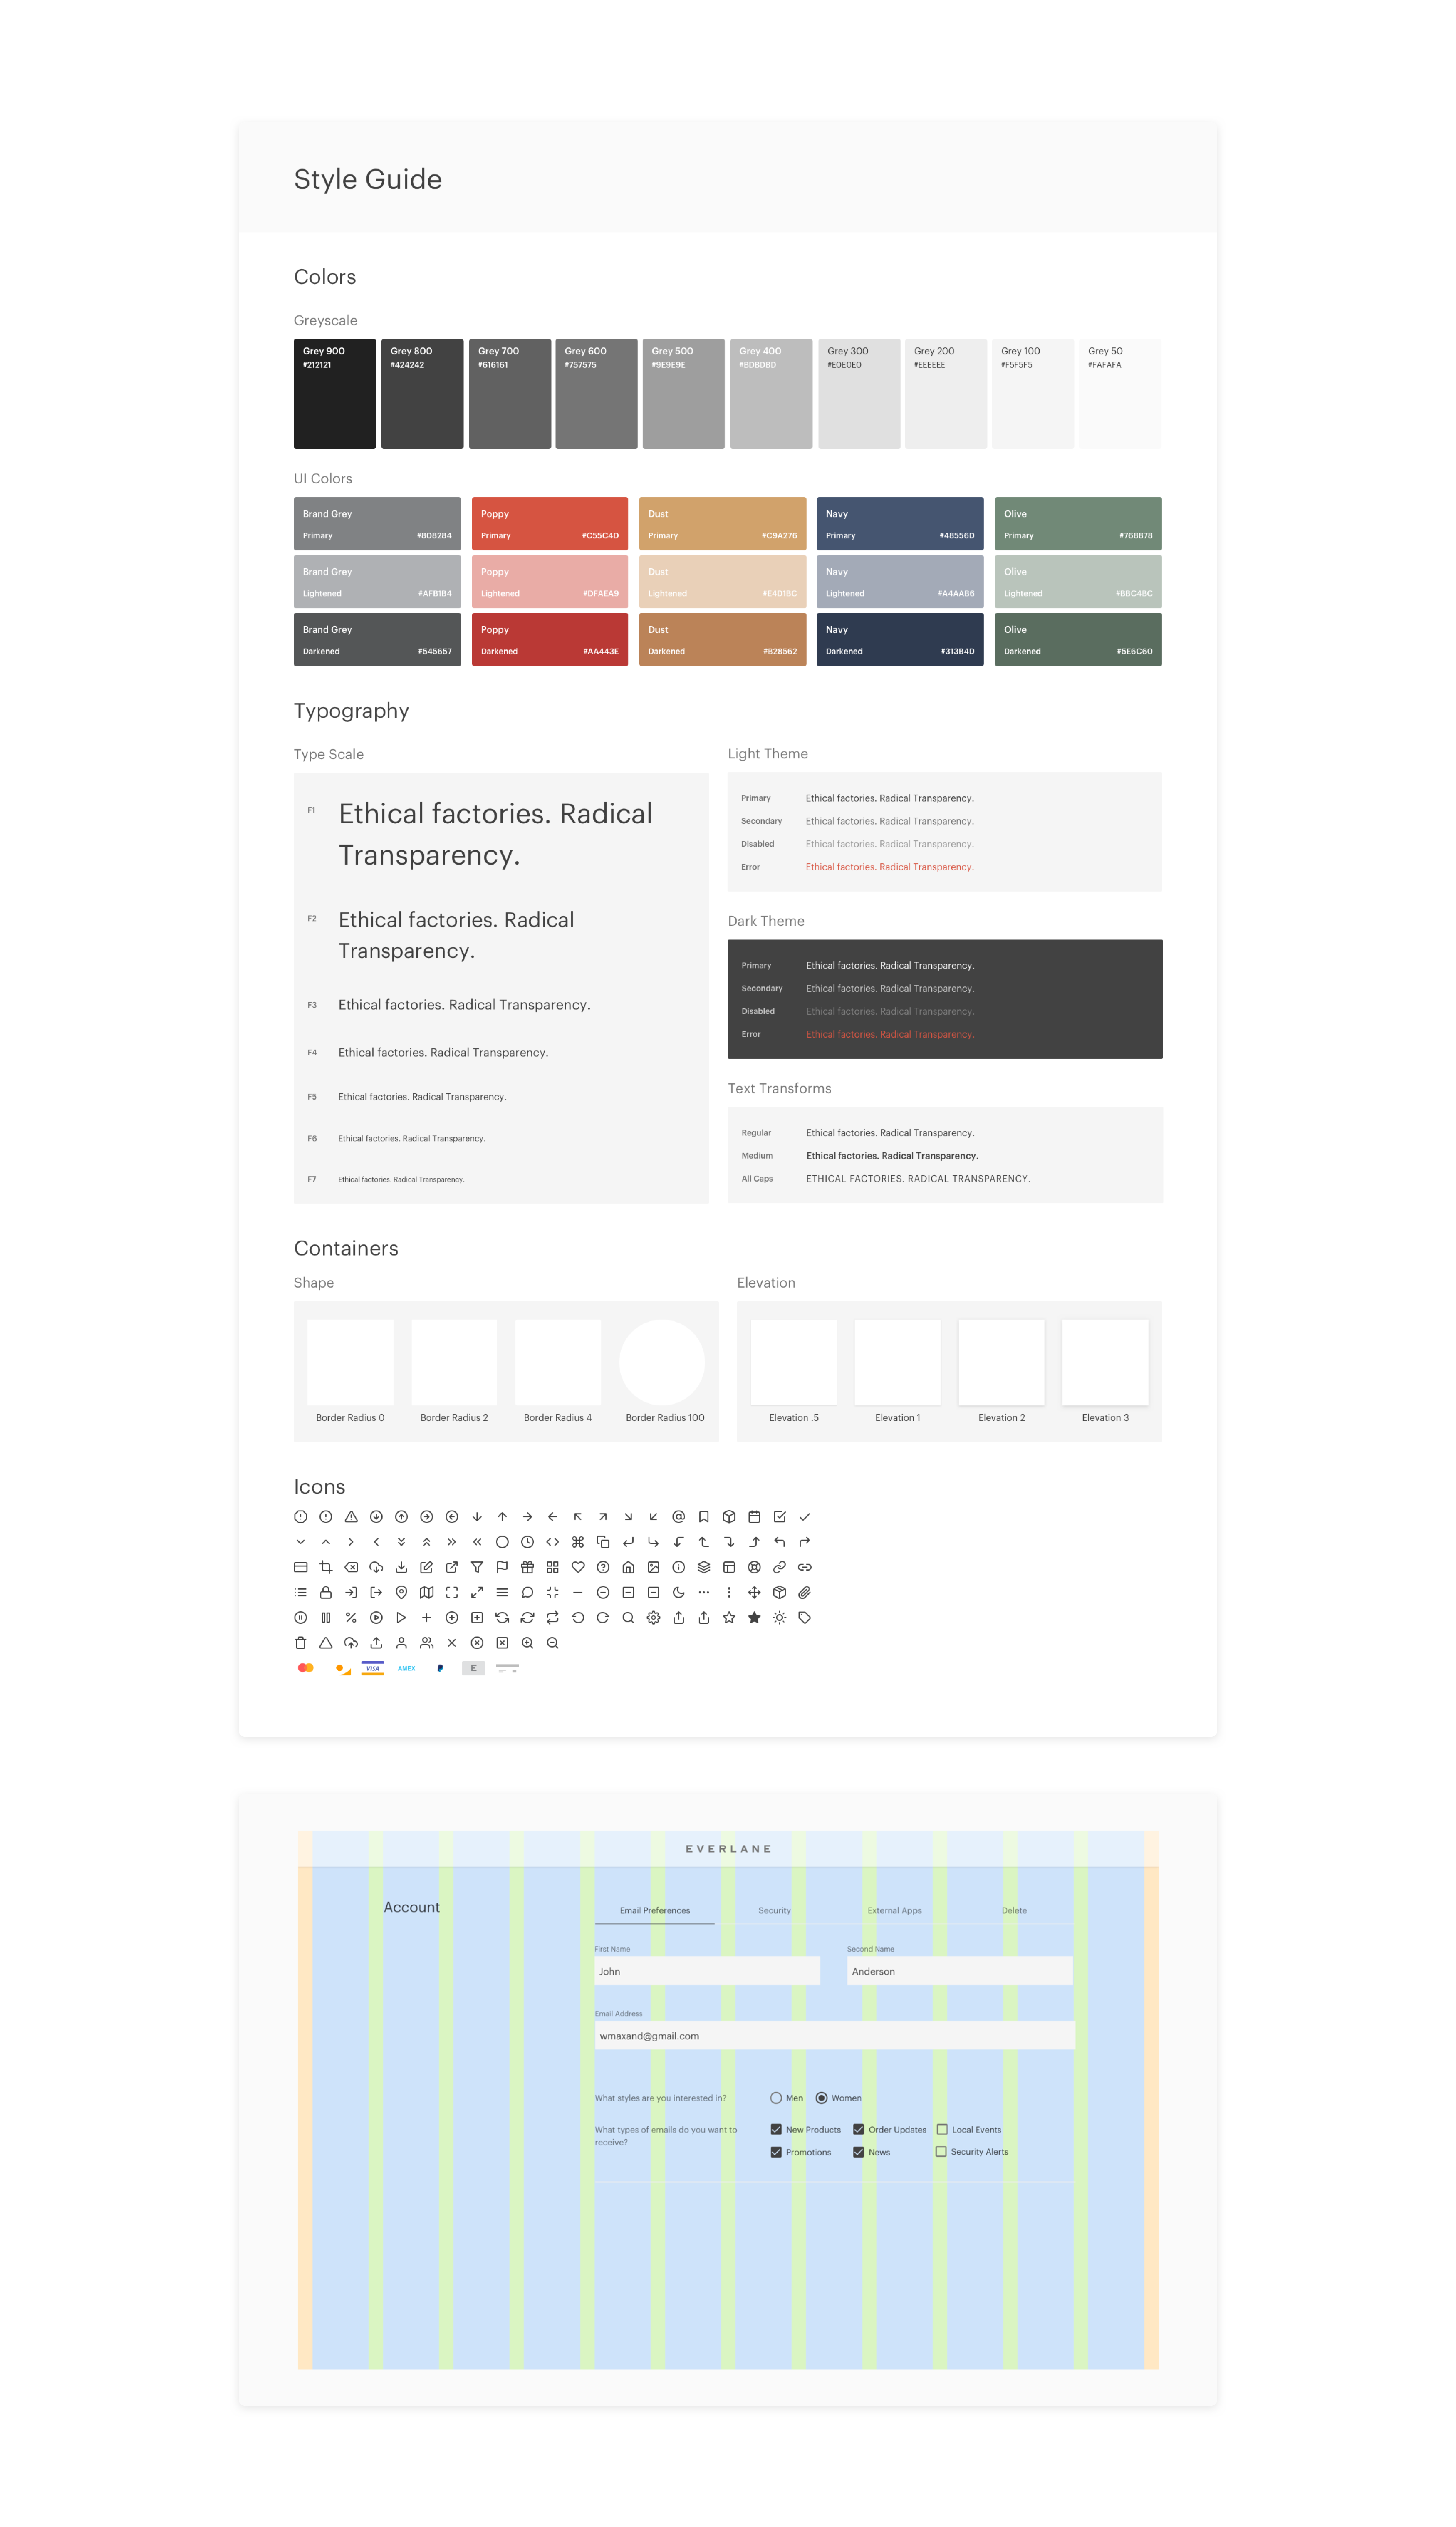 Style Guide
Colors
Greyscale
Grey 900
#212121
Grey 800
#424242
Grey 700
#616161
Grey 600
#757575
Grey 500
#9E9E9E
Grey 400
#BDBDBD
Grey 300
#E0E0E0
Grey 200
#EEEEEE
Grey 100
#F5F5F5
Grey 50
#FAFAFA
UI Colors
Brand Grey
Primary #808284
Poppy
Primary #C55C4D
Dust
Primary #C9A276
Navy
Primary #48556D
Olive
Primary #768878
Brand Grey
Lightened #AFB1B4
Poppy
Lightened #DFAEA9
Dust
Lightened #E4D1BC
Navy
Lightened #A4AAB6
Olive
Lightened #BBC4BC
Brand Grey
Darkened #545657
Poppy
Darkened #AA443E
Dust
Darkened #B28562
Navy
Darkened #313B4D
Olive
Darkened #5E6C60
Typography
Type Scale
F1 Ethical factories. Radical
Transparency.
F2 Ethical factories. Radical
Transparency.
F3 Ethical factories. Radical Transparency.
F4 Ethical factories. Radical Transparency.
F5 Ethical factories. Radical Transparency.
F6 Ethical factories. Radical Transparency.
F7 Ethical factories. Radical Transparency.
Light Theme
Primary Ethical factories. Radical Transparency.
Secondary Ethical factories. Radical Transparency.
Disabled Ethical factories. Radical Transparency.
Error Ethical factories. Radical Transparency.
Dark Theme
Primary Ethical factories. Radical Transparency.
Secondary Ethical factories. Radical Transparency.
Disabled Ethical factories. Radical Transparency.
Error Ethical factories. Radical Transparency.
Text Transforms
Regular Ethical factories. Radical Transparency.
Medium Ethical factories. Radical Transparency.
All Caps ETHICAL FACTORIES. RADICAL TRANSPARENCY.
Containers
Shape
Border Radius 0 Border Radius 2 Border Radius 4 Border Radius 100
Elevation
Elevation .5 Elevation 1 Elevation 2 Elevation 3
Icons
VISA AMEX E
EVERLANE
Account
Email Preferences Security External Apps Delete
First Name Second Name
John Anderson
Email Address
wmaxand@gmail.com
What styles are you interested in? Men Women
What types of emails do you want to
receive?
New Products Order Updates Local Events
Promotions News Security Alerts